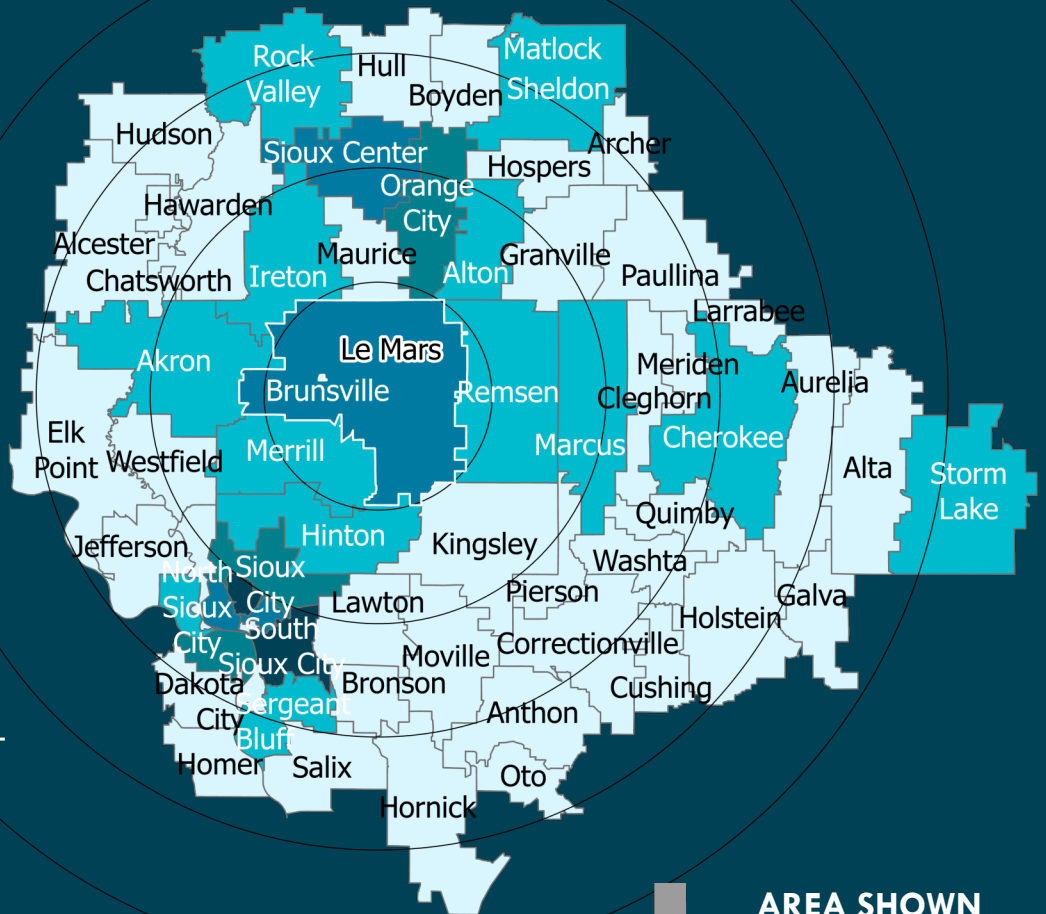 Matlock
Rock
Valley
Hull
Boyden
Sheldon
Hudson
Archer
Sioux Center
Hospers
Orange
City
Hawarden
Alcester
Maurice
Granville
Chatsworth
Ireton
Alton
Paullina
Larrabee
Le Mars
Akron
Meriden
Brunsville
Remsen
Cleghorn
Aurelia
Elk
Point
Westfield
Merrill
Marcus
Cherokee
Alta
Storm
Lake
Quimby
Hinton
Kingsley
Jefferson
Washta
North
Sioux
City
Sioux
City
Lawton
Pierson
Galva
Holstein
South
Sioux City
Moville
Correctionville
Dakota
City
Bronson
Cushing
Sergeant
Bluff
Anthon
Homer
Salix
Oto
Hornick
AREA SHOWN